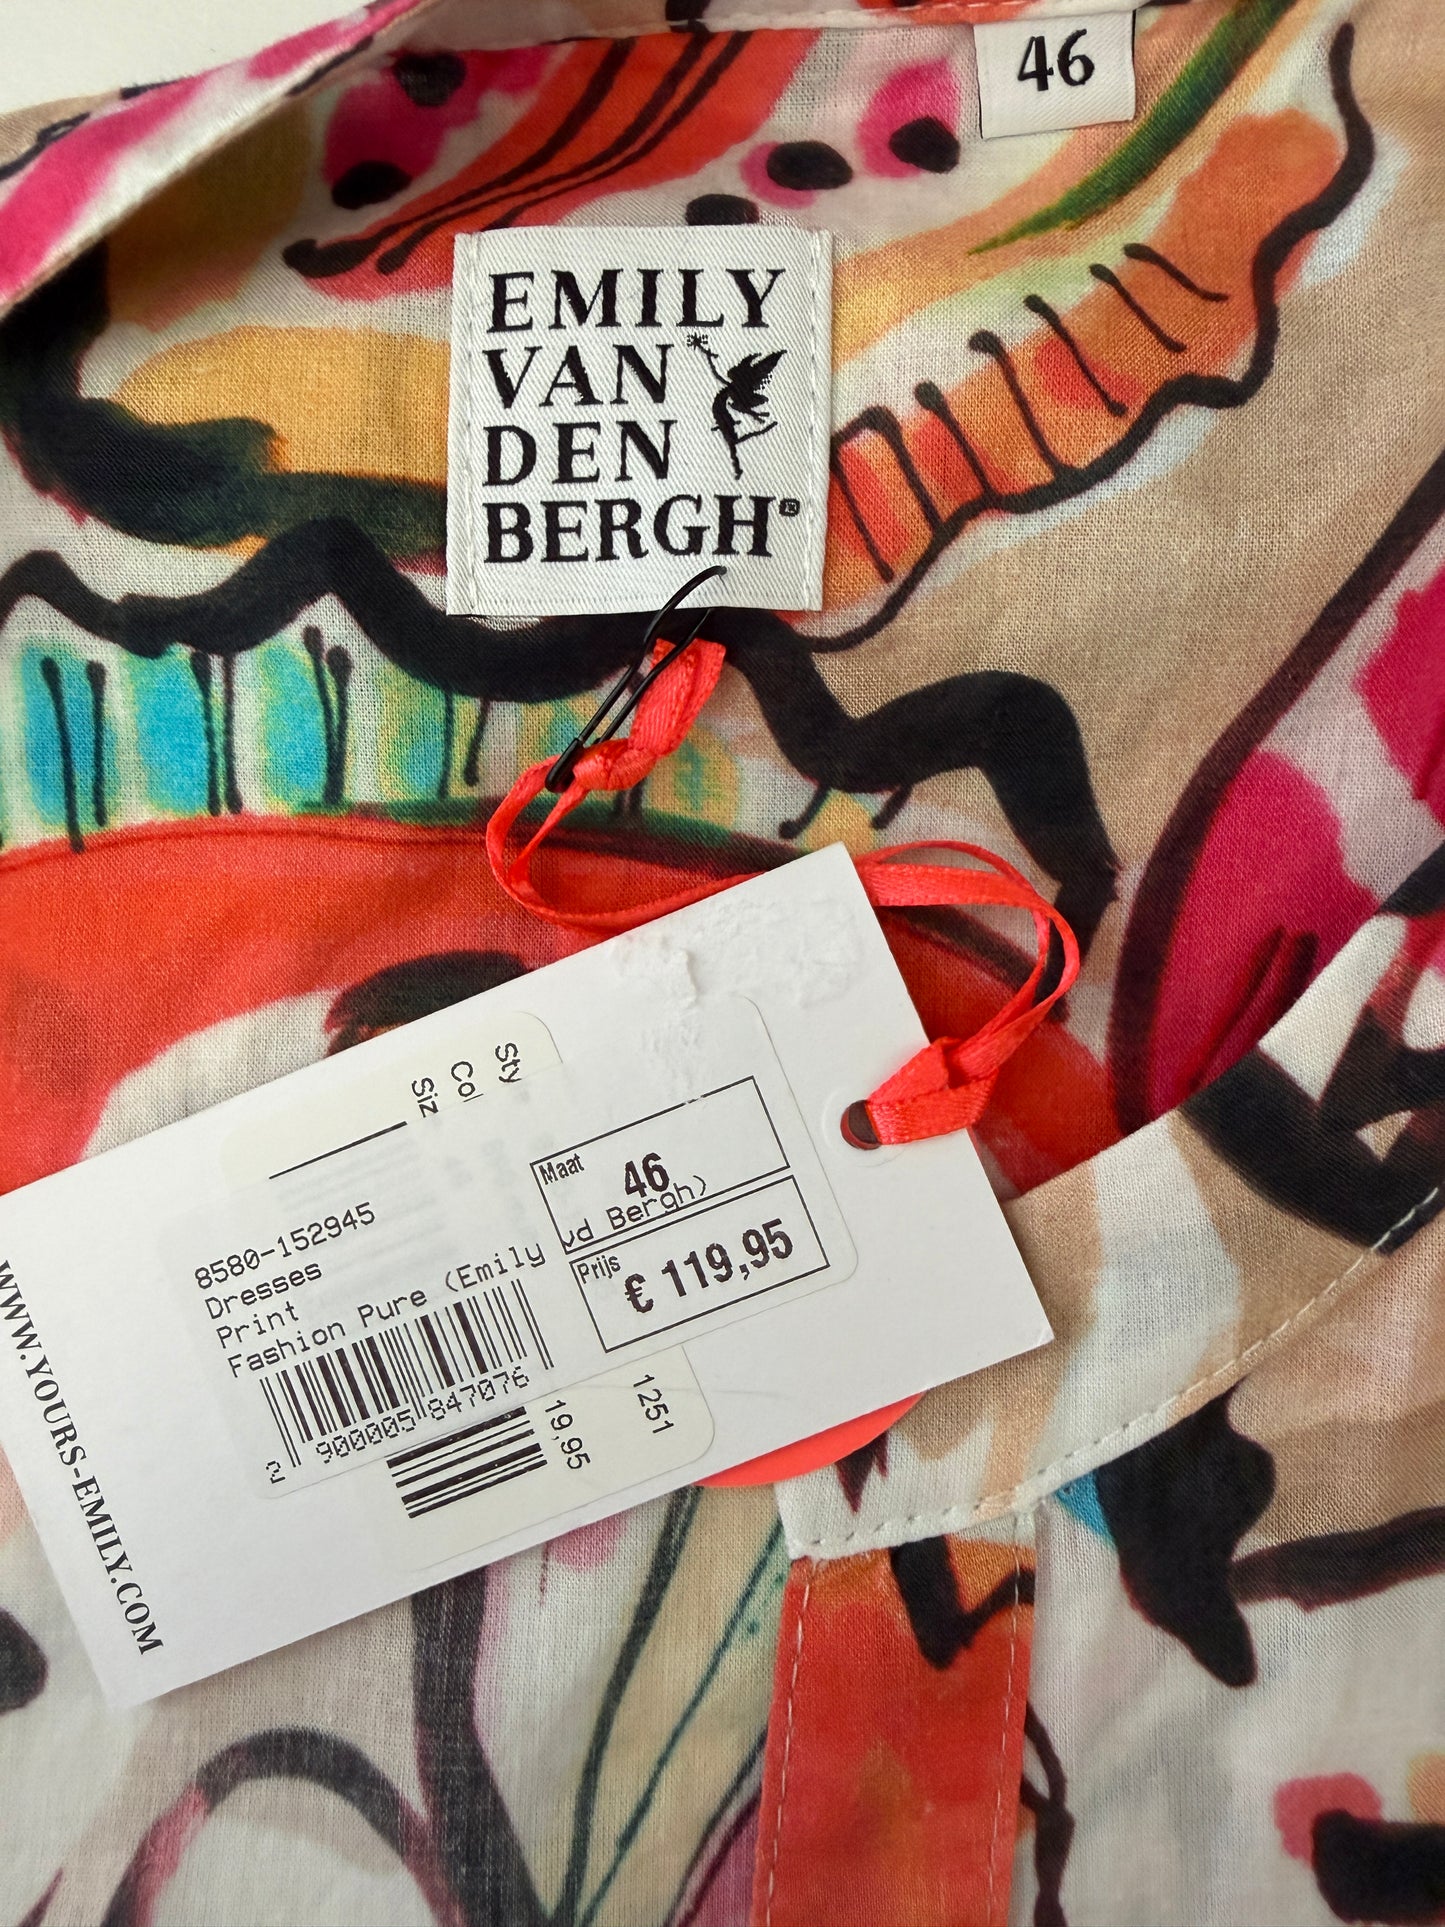 46
EMILY
VAN
DEN
BERGH®
Sty
Col
Siz
Maat 46
vd Bergh)
Prijs € 119,95
8580-152945
Dresses
Print
Fashion Pure (Emily
2 900005 847076
19,95
1251
WWW.YOURS-EMILY.COM